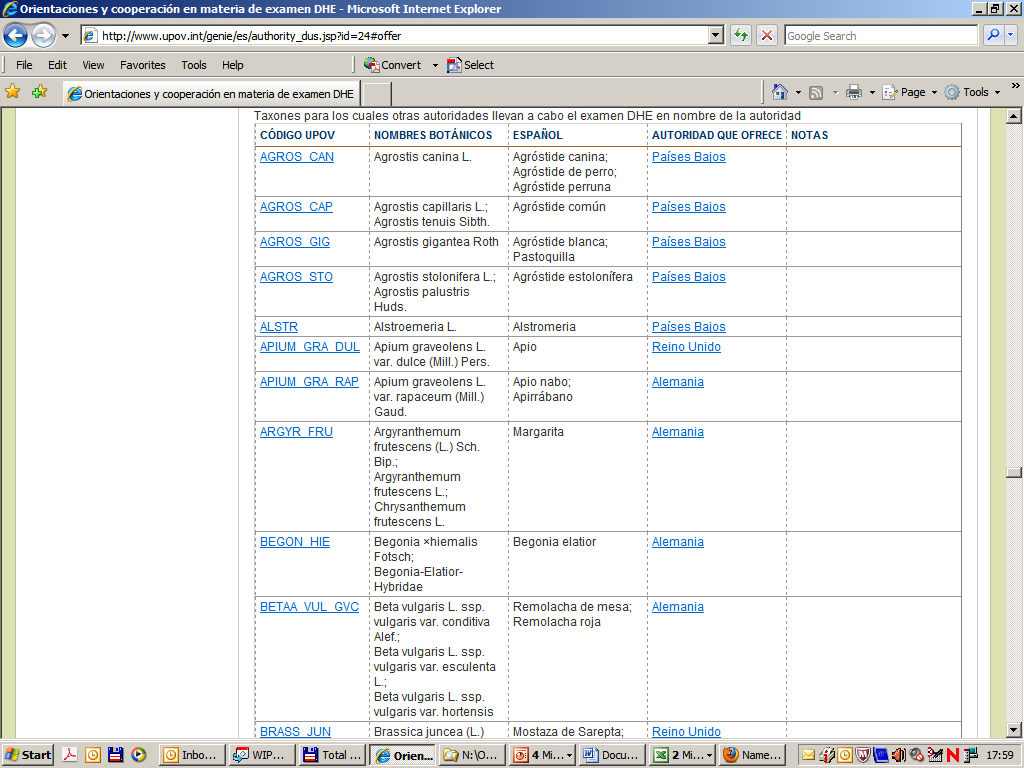 Orientaciones y cooperación en materia de examen DHE - Microsoft Internet Explorer
http://www.upov.int/genie/es/authority_dus.jsp?id=24#offer
Google Search
File Edit View Favorites Tools Help
Convert Select
Orientaciones y cooperación en materia de examen DHE
Page Tools
Taxones para los cuales otras autoridades llevan a cabo el examen DHE en nombre de la autoridad
CÓDIGO UPOV NOMBRES BOTÁNICOS ESPAÑOL AUTORIDAD QUE OFRECE NOTAS
AGROS_CAN Agrostis canina L. Agróstide canina; Países Bajos
Agróstide de perro;
Agróstide perruna
AGROS_CAP Agrostis capillaris L.; Agróstide común Países Bajos
Agrostis tenuis Sibth.
AGROS_GIG Agrostis gigantea Roth Agróstide blanca; Países Bajos
Pastoquilla
AGROS_STO Agrostis stolonifera L.; Agróstide estolonífera Países Bajos
Agrostis palustris
Huds.
ALSTR Alstroemeria L. Alstromeria Países Bajos
APIUM_GRA_DUL Apium graveolens L. Apio Reino Unido
var. dulce (Mill.) Pers.
APIUM_GRA_RAP Apium graveolens L. Apio nabo; Alemania
var. rapaceum (Mill.) Apirrábano
Gaud.
ARGYR_FRU Argyranthemum Margarita Alemania
frutescens (L.) Sch.
Bip.;
Argyranthemum
frutescens L.;
Chrysanthemum
frutescens L.
BEGON_HIE Begonia ×hiemalis Begonia elatior Alemania
Fotsch;
Begonia-Elatior-
Hybridae
BETAA_VUL_GVC Beta vulgaris L. ssp. Remolacha de mesa; Alemania
vulgaris var. conditiva Remolacha roja
Alef.;
Beta vulgaris L. ssp.
vulgaris var. esculenta
L.;
Beta vulgaris L. ssp.
vulgaris var. hortensis
BRASS_JUN Brassica juncea (L.) Mostaza de Sarepta; Reino Unido
Start Inbo... WIP... Total ... Orien... N:\O... 4 Mi... Docu... 2 Mi... Name... 17:59